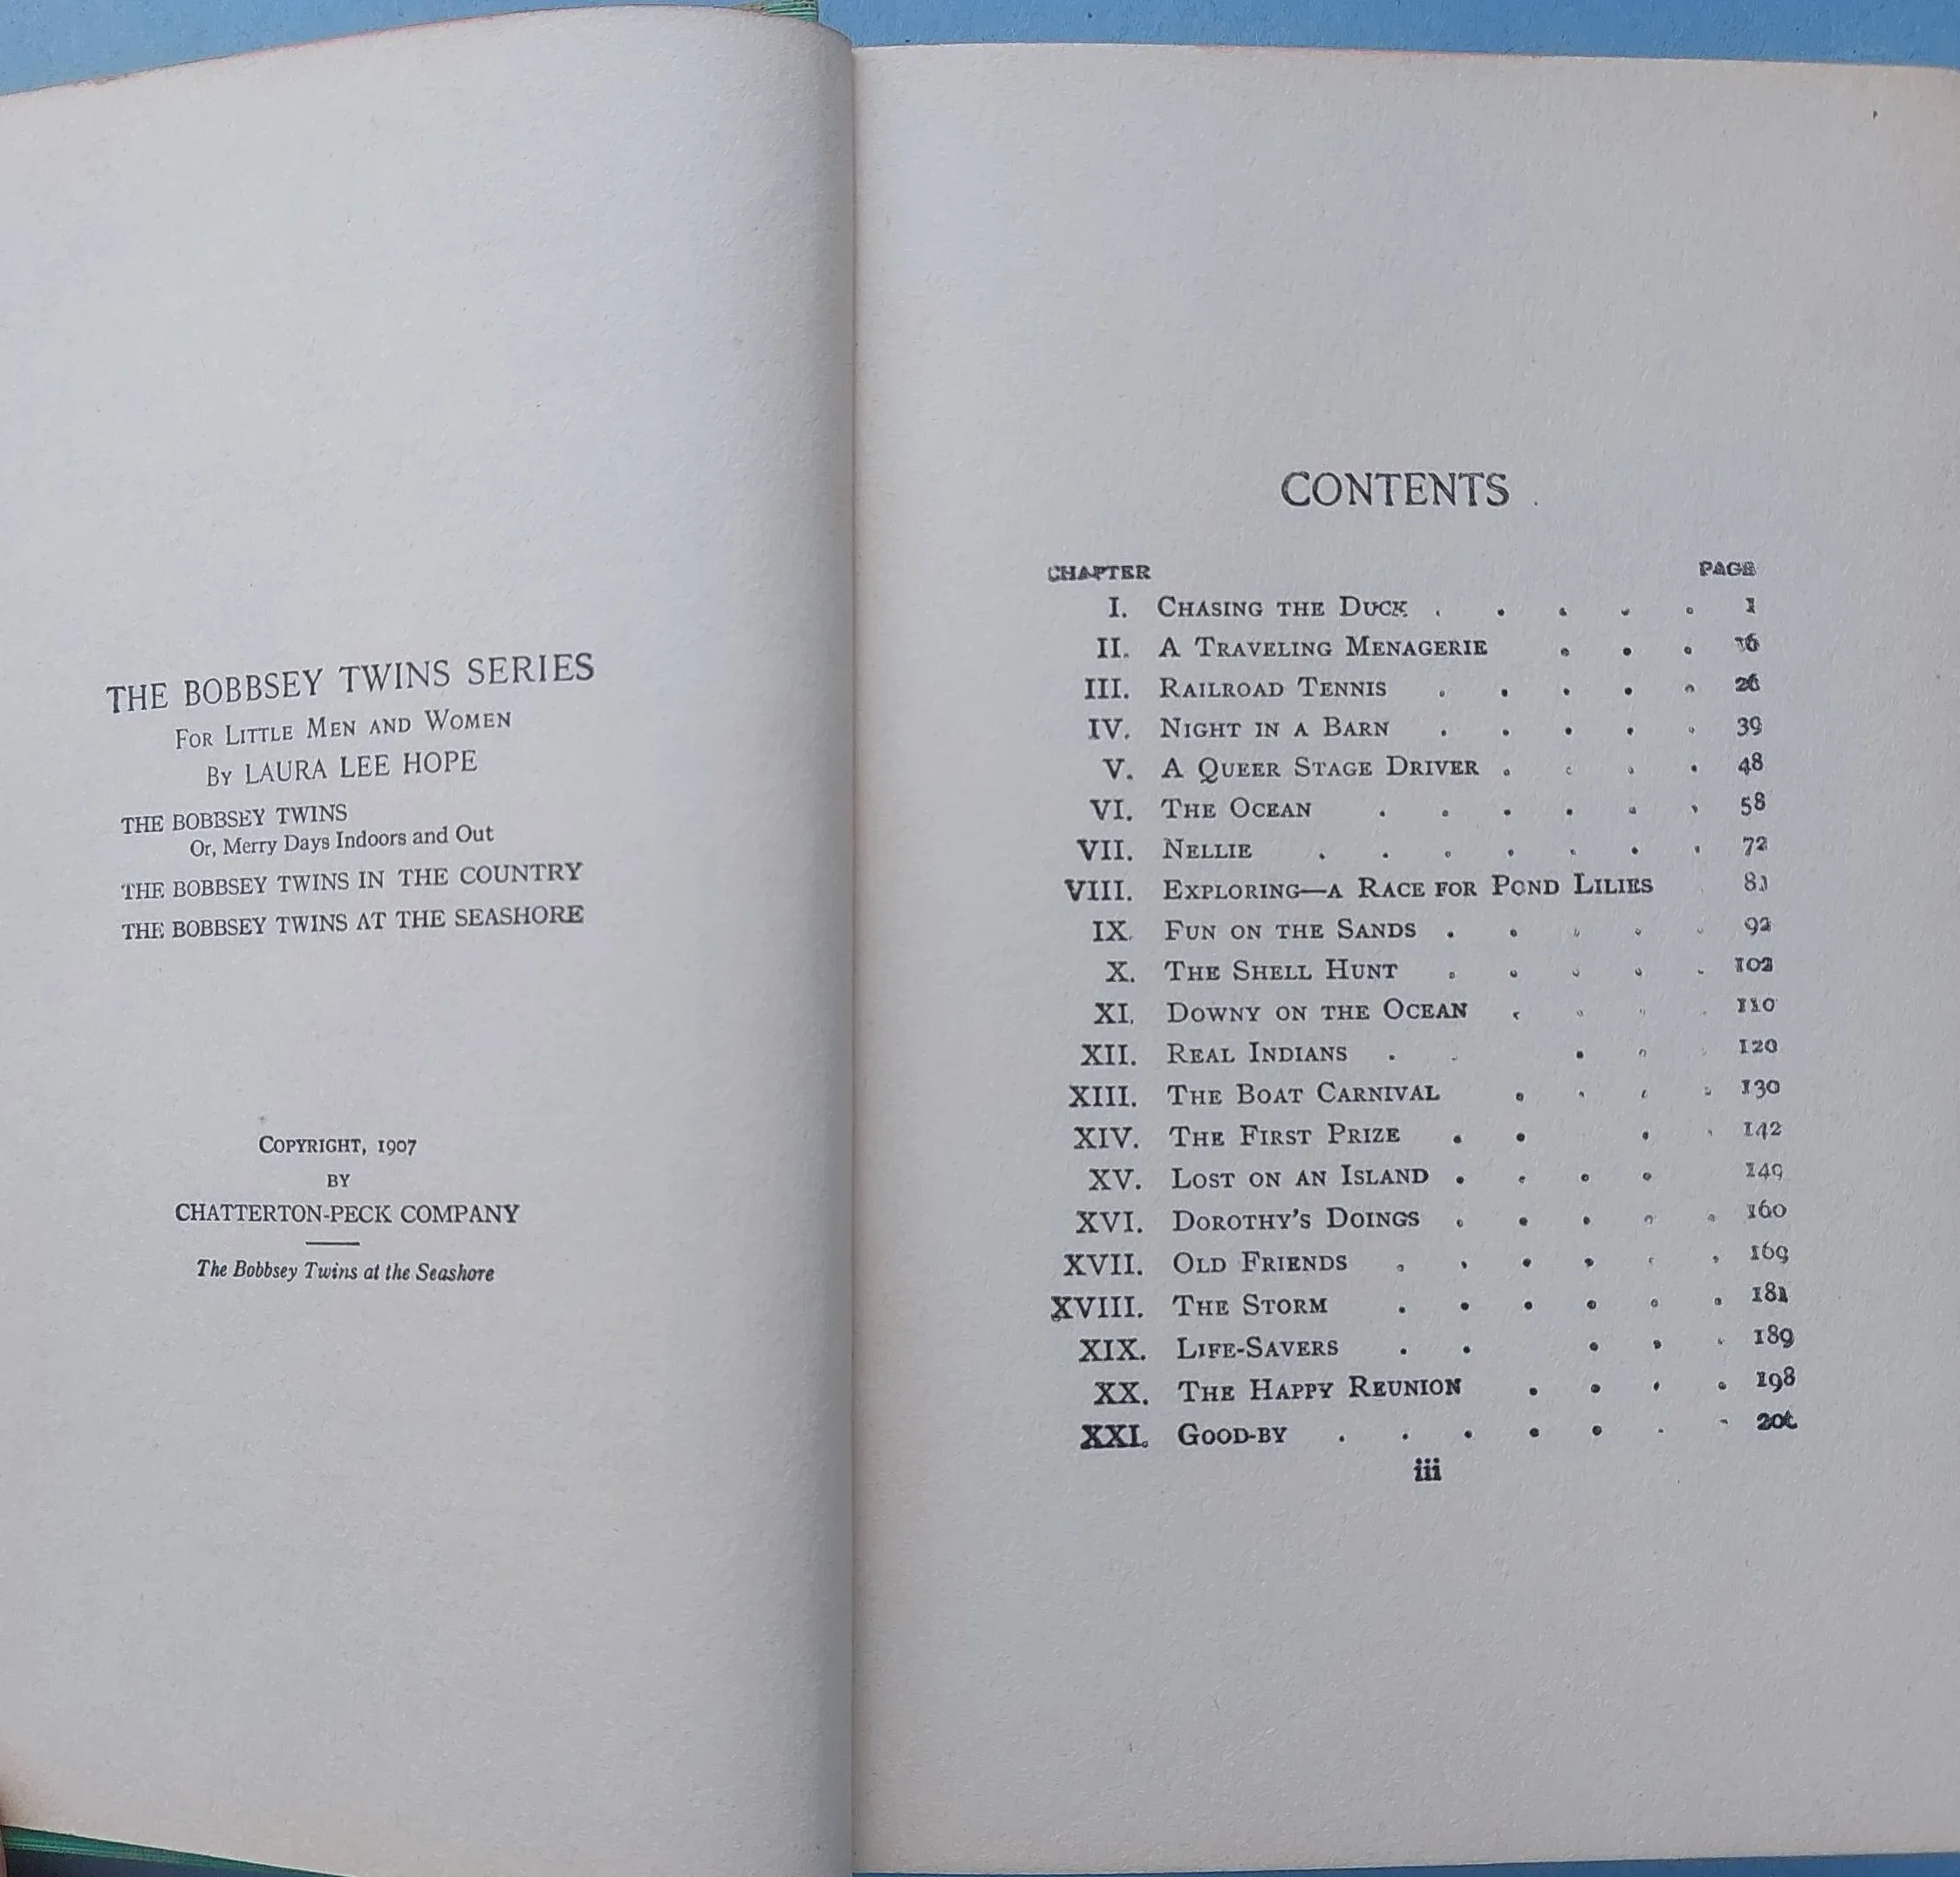 THE BOBBSEY TWINS SERIES
For Little Men and Women
By LAURA LEE HOPE
THE BOBBSEY TWINS
Or, Merry Days Indoors and Out
THE BOBBSEY TWINS IN THE COUNTRY
THE BOBBSEY TWINS AT THE SEASHORE
Copyright, 1907
BY
CHATTERTON-PECK COMPANY
The Bobbsey Twins at the Seashore
CONTENTS
CHAPTER PAGE
I. Chasing the Duck . . . . . 1
II. A Traveling Menagerie . . . 16
III. Railroad Tennis . . . . . 26
IV. Night in a Barn . . . . . 39
V. A Queer Stage Driver . . . . 48
VI. The Ocean . . . . . . 58
VII. Nellie . . . . . . . 72
VIII. Exploring—a Race for Pond Lilies . 81
IX. Fun on the Sands . . . . . 92
X. The Shell Hunt . . . . . 102
XI. Downy on the Ocean . . . . 110
XII. Real Indians . . . . . 120
XIII. The Boat Carnival . . . . 130
XIV. The First Prize . . . . 142
XV. Lost on an Island . . . . 149
XVI. Dorothy's Doings . . . . . 160
XVII. Old Friends . . . . . . 169
XVIII. The Storm . . . . . . 181
XIX. Life-Savers . . . . . 189
XX. The Happy Reunion . . . . 198
XXI. Good-by . . . . . . .
iii